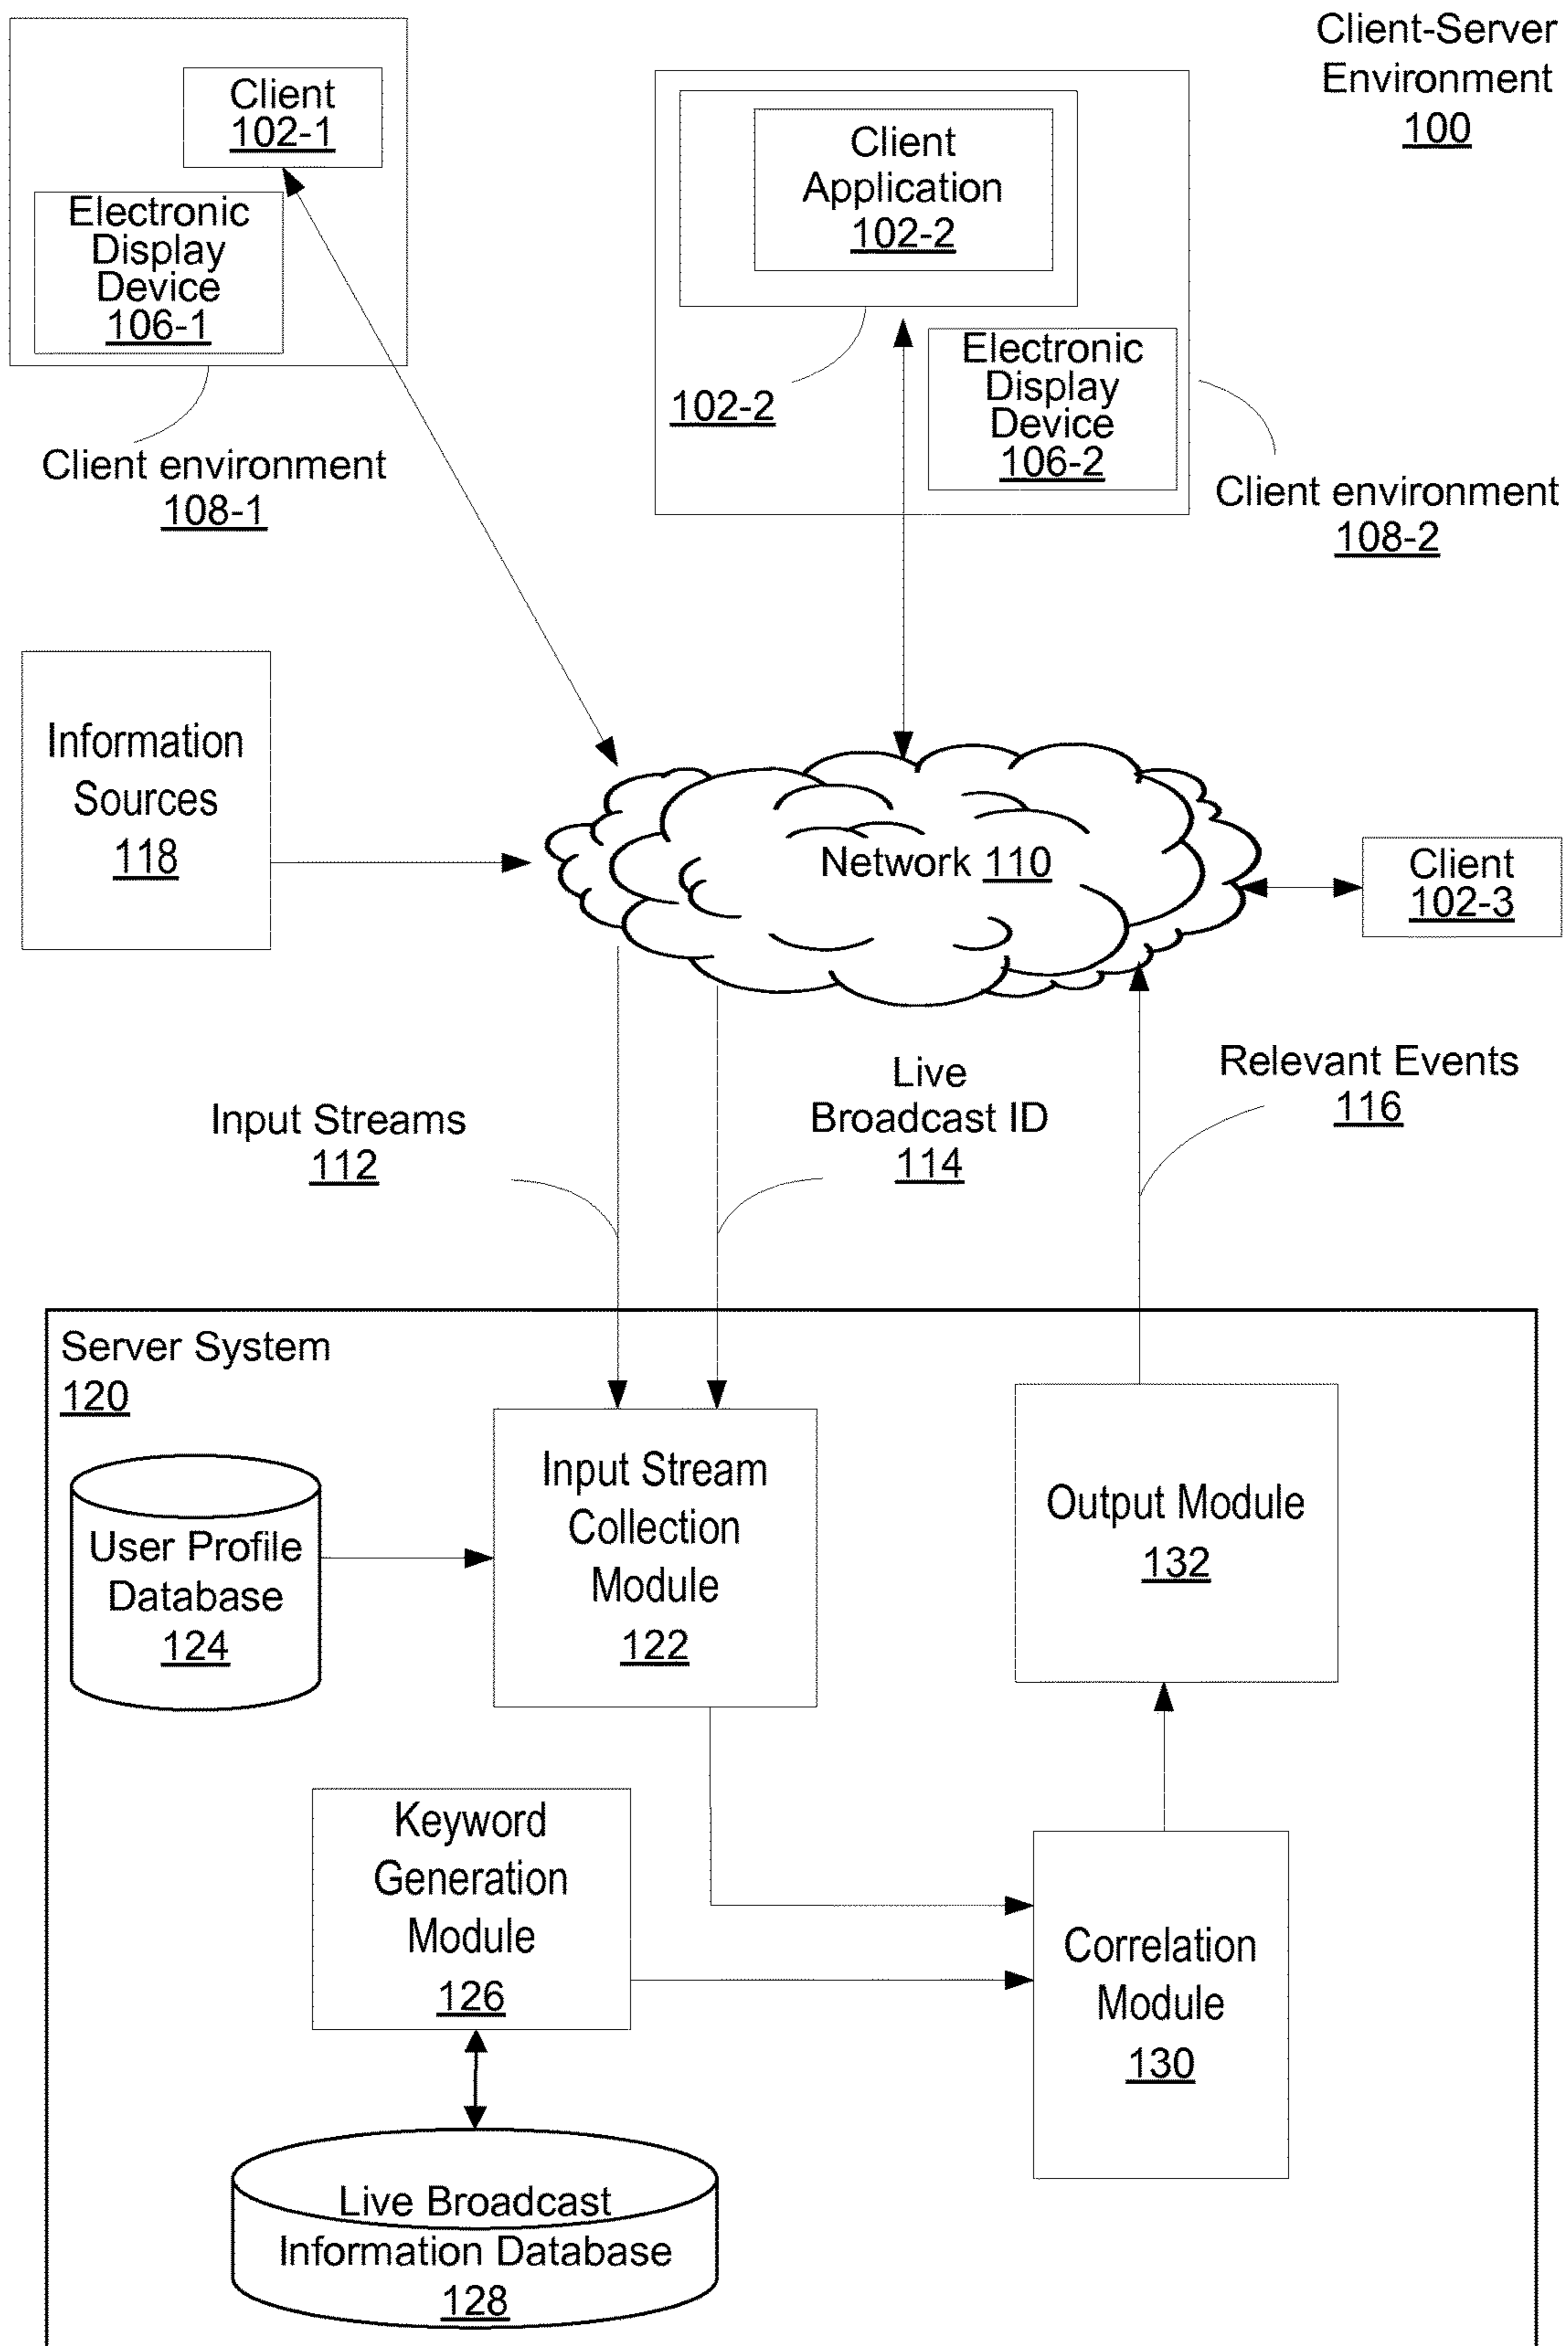 Client-Server
Environment
100
Client
102-1
Electronic
Display
Device
106-1
Client environment
108-1
Client
Application
102-2
102-2
Electronic
Display
Device
106-2
Client environment
108-2
Information
Sources
118
Network 110
Client
102-3
Input Streams
112
Live
Broadcast ID
114
Relevant Events
116
Server System
120
User Profile
Database
124
Input Stream
Collection
Module
122
Output Module
132
Keyword
Generation
Module
126
Correlation
Module
130
Live Broadcast
Information Database
128